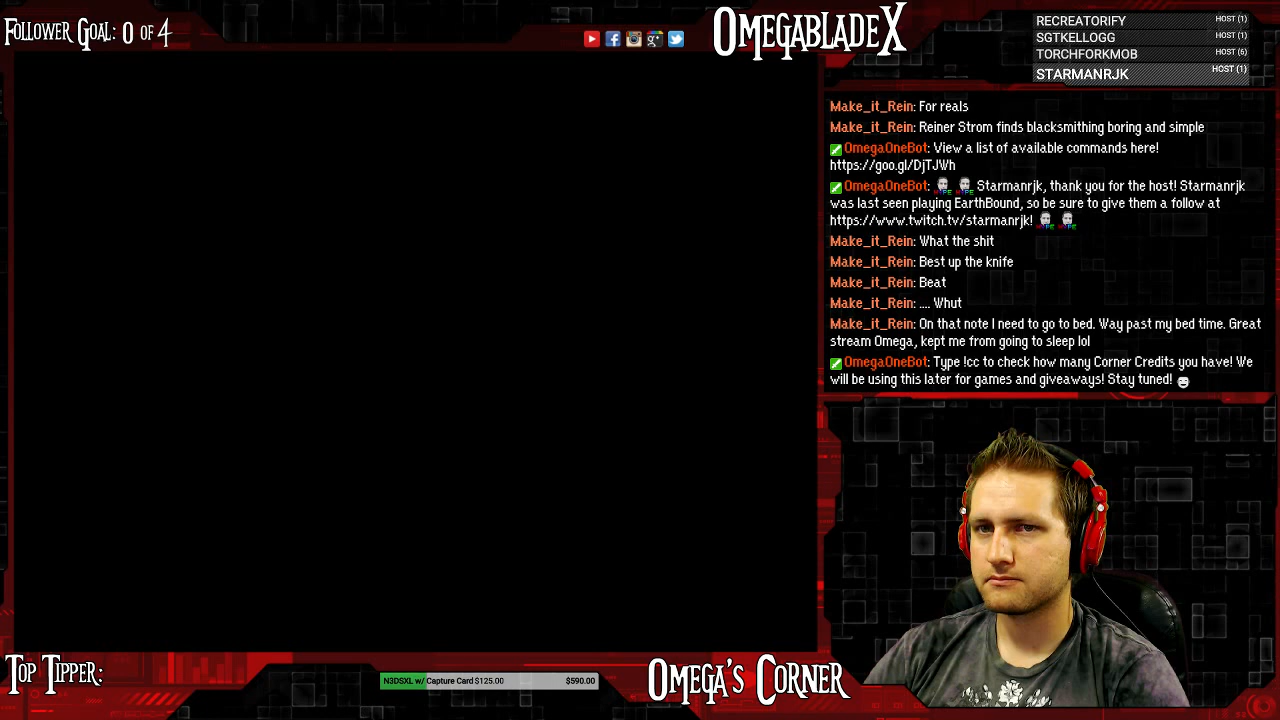 Follower Goal: 0 of 4
OmegabladeX
RECREATORIFY HOST (1)
SGTKELLOGG HOST (1)
TORCHFORKMOB HOST (6)
STARMANRJK HOST (1)
Make_it_Rein: For reals
Make_it_Rein: Reiner Strom finds blacksmithing boring and simple
OmegaOneBot: View a list of available commands here!
https://goo.gl/DjTJWh
OmegaOneBot: Starmanrjk, thank you for the host! Starmanrjk
was last seen playing EarthBound, so be sure to give them a follow at
https://www.twitch.tv/starmanrjk!
Make_it_Rein: What the shit
Make_it_Rein: Best up the knife
Make_it_Rein: Beat
Make_it_Rein: .... Whut
Make_it_Rein: On that note I need to go to bed. Way past my bed time. Great
stream Omega, kept me from going to sleep lol
OmegaOneBot: Type !cc to check how many Corner Credits you have! We
will be using this later for games and giveaways! Stay tuned!
Top Tipper:
N3DSXL w/ Capture Card $125.00 $590.00
Omega's Corner